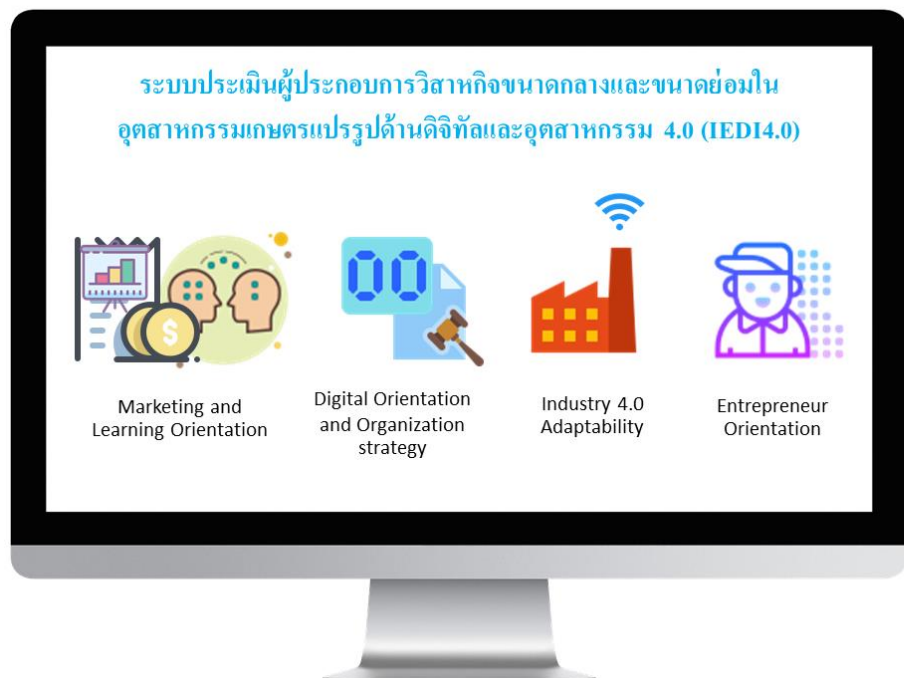 ระบบประเมินผู้ประกอบการวิสาหกิจขนาดกลางและขนาดย่อมใน
อุตสาหกรรมเกษตรแปรรูปด้านดิจิทัลและอุตสาหกรรม 4.0 (IEDI4.0)
00
$
Marketing and
Learning Orientation
Digital Orientation
and Organization
strategy
Industry 4.0
Adaptability
Entrepreneur
Orientation